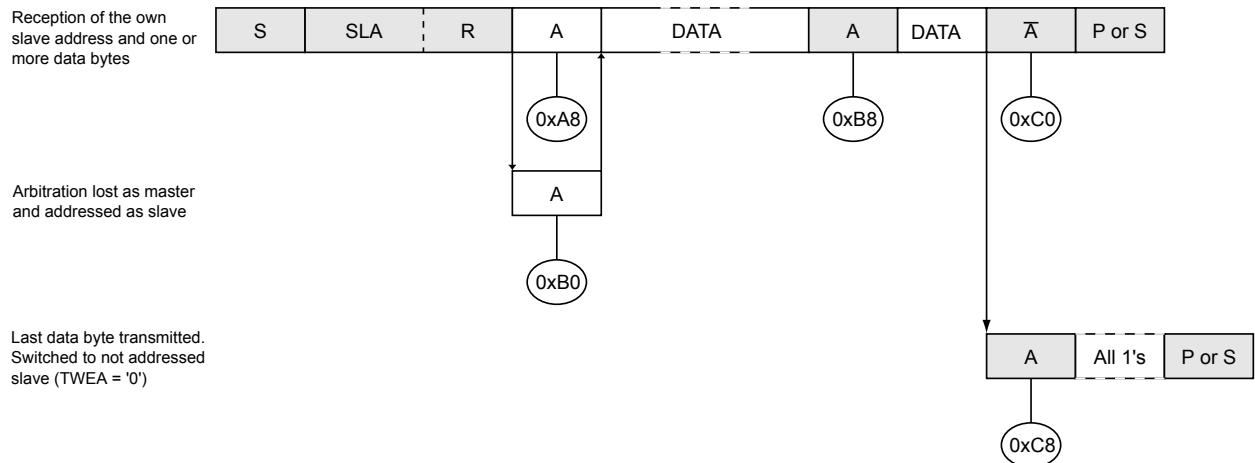 Reception of the own
slave address and one or
more data bytes
S SLA R A DATA A DATA A̅ P or S
0xA8 0xB8 0xC0
Arbitration lost as master
and addressed as slave
A
0xB0
Last data byte transmitted.
Switched to not addressed
slave (TWEA = '0')
A All 1's P or S
0xC8